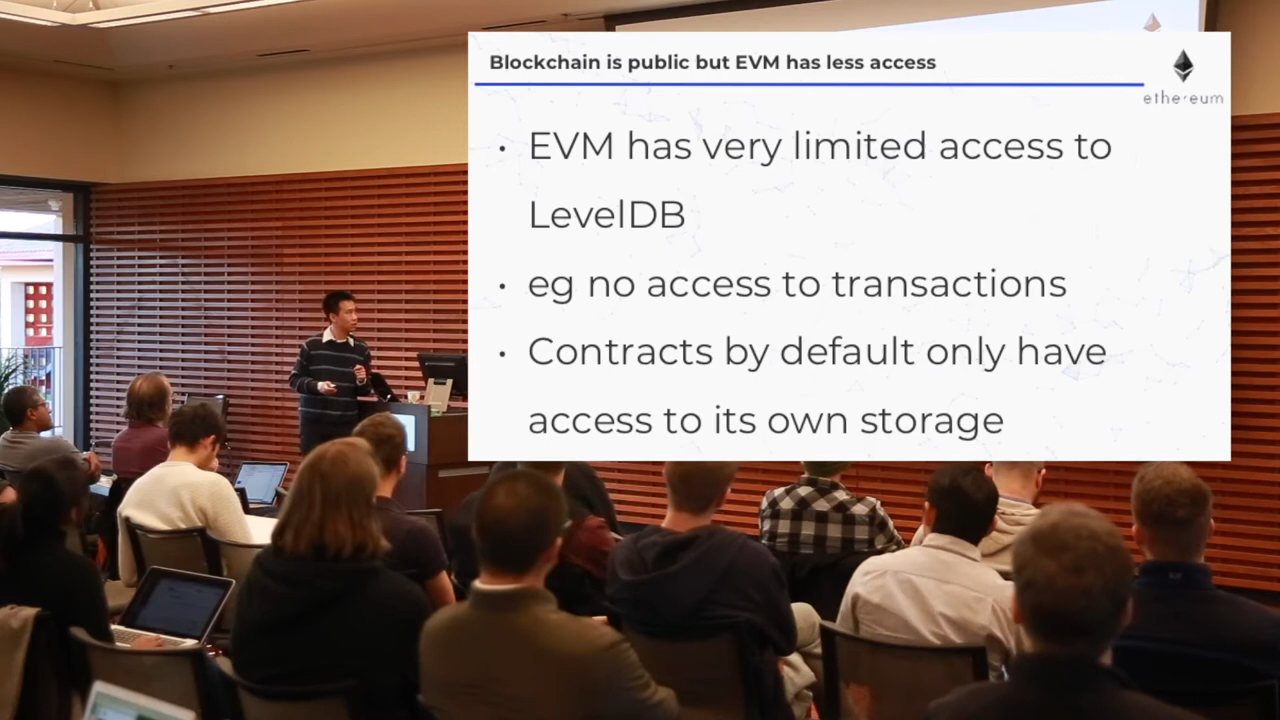 Blockchain is public but EVM has less access
ethereum
• EVM has very limited access to
LevelDB
• eg no access to transactions
• Contracts by default only have
access to its own storage